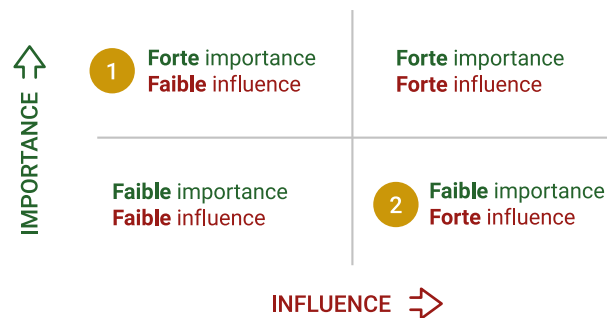 IMPORTANCE
1
Forte importance
Faible influence
Forte importance
Forte influence
Faible importance
Faible influence
2
Faible importance
Forte influence
INFLUENCE